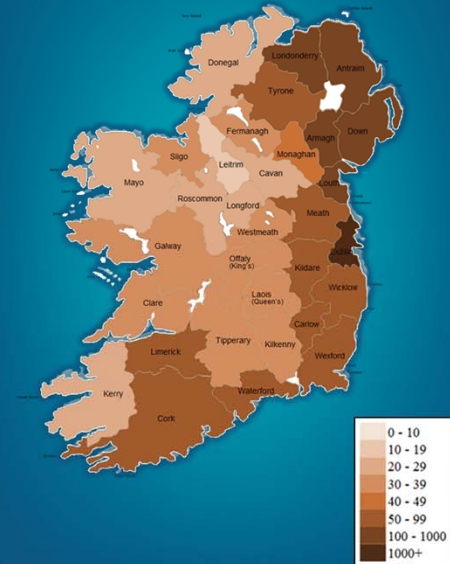 Donegal
Londonderry
Antraim
Tyrone
Fermanagh
Armagh
Down
Monaghan
Sligo
Leitrim
Cavan
Louth
Mayo
Roscommon
Longford
Meath
Westmeath
Galway
Dublin
Offaly
(King's)
Kildare
Laois
(Queen's)
Wicklow
Clare
Carlow
Tipperary
Kilkenny
Limerick
Wexford
Kerry
Waterford
Cork
0 - 10
10 - 19
20 - 29
30 - 39
40 - 49
50 - 99
100 - 1000
1000+